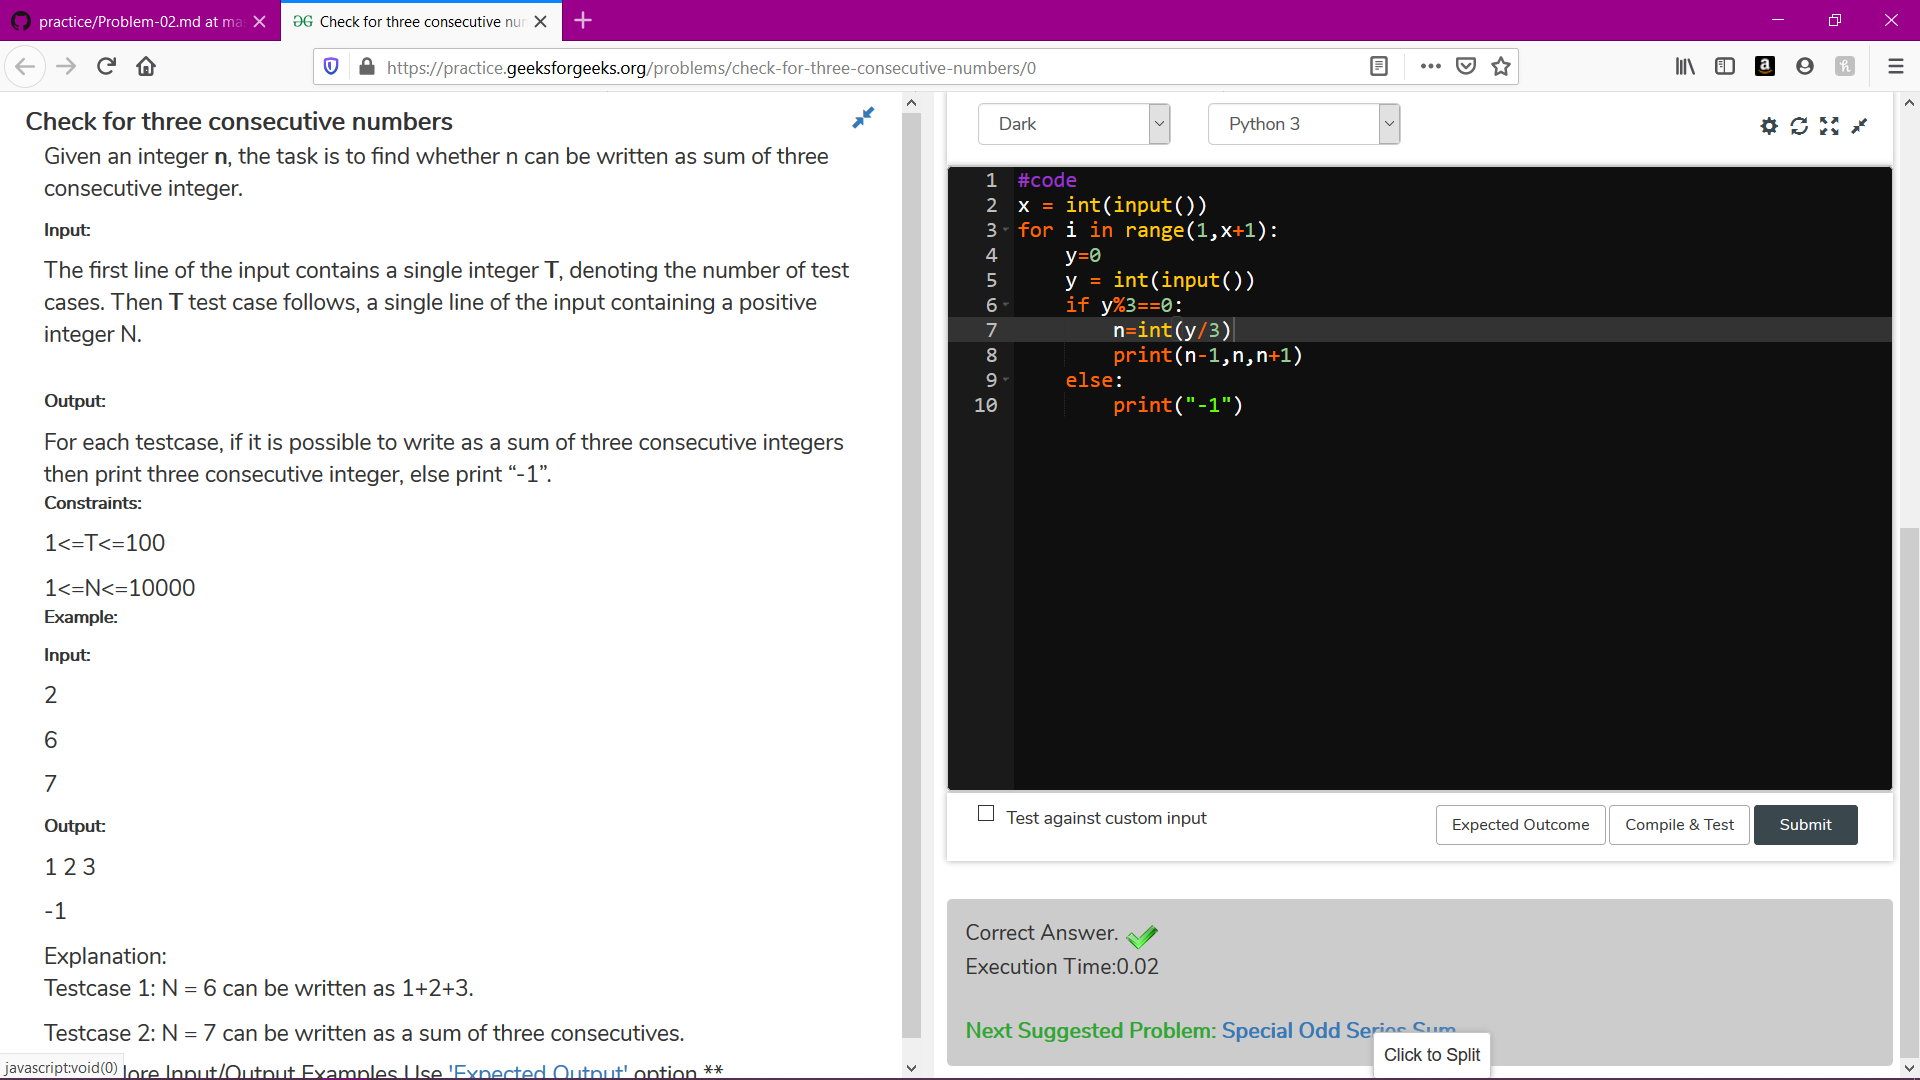 practice/Problem-02.md at ma
Check for three consecutive nu
https://practice.geeksforgeeks.org/problems/check-for-three-consecutive-numbers/0
Check for three consecutive numbers
Given an integer n, the task is to find whether n can be written as sum of three
consecutive integer.
Input:
The first line of the input contains a single integer T, denoting the number of test
cases. Then T test case follows, a single line of the input containing a positive
integer N.
Output:
For each testcase, if it is possible to write as a sum of three consecutive integers
then print three consecutive integer, else print “-1”.
Constraints:
1<=T<=100
1<=N<=10000
Example:
Input:
2
6
7
Output:
1 2 3
-1
Explanation:
Testcase 1: N = 6 can be written as 1+2+3.
Testcase 2: N = 7 can be written as a sum of three consecutives.
javascript:void(0)
Input/Output Examples Use 'Expected Output' option **
Dark
Python 3
1 #code
2 x = int(input())
3 for i in range(1,x+1):
4     y=0
5     y = int(input())
6     if y%3==0:
7         n=int(y/3)
8         print(n-1,n,n+1)
9     else:
10         print("-1")
Test against custom input
Expected Outcome
Compile & Test
Submit
Correct Answer.
Execution Time:0.02
Next Suggested Problem: Special Odd Series Sum
Click to Split